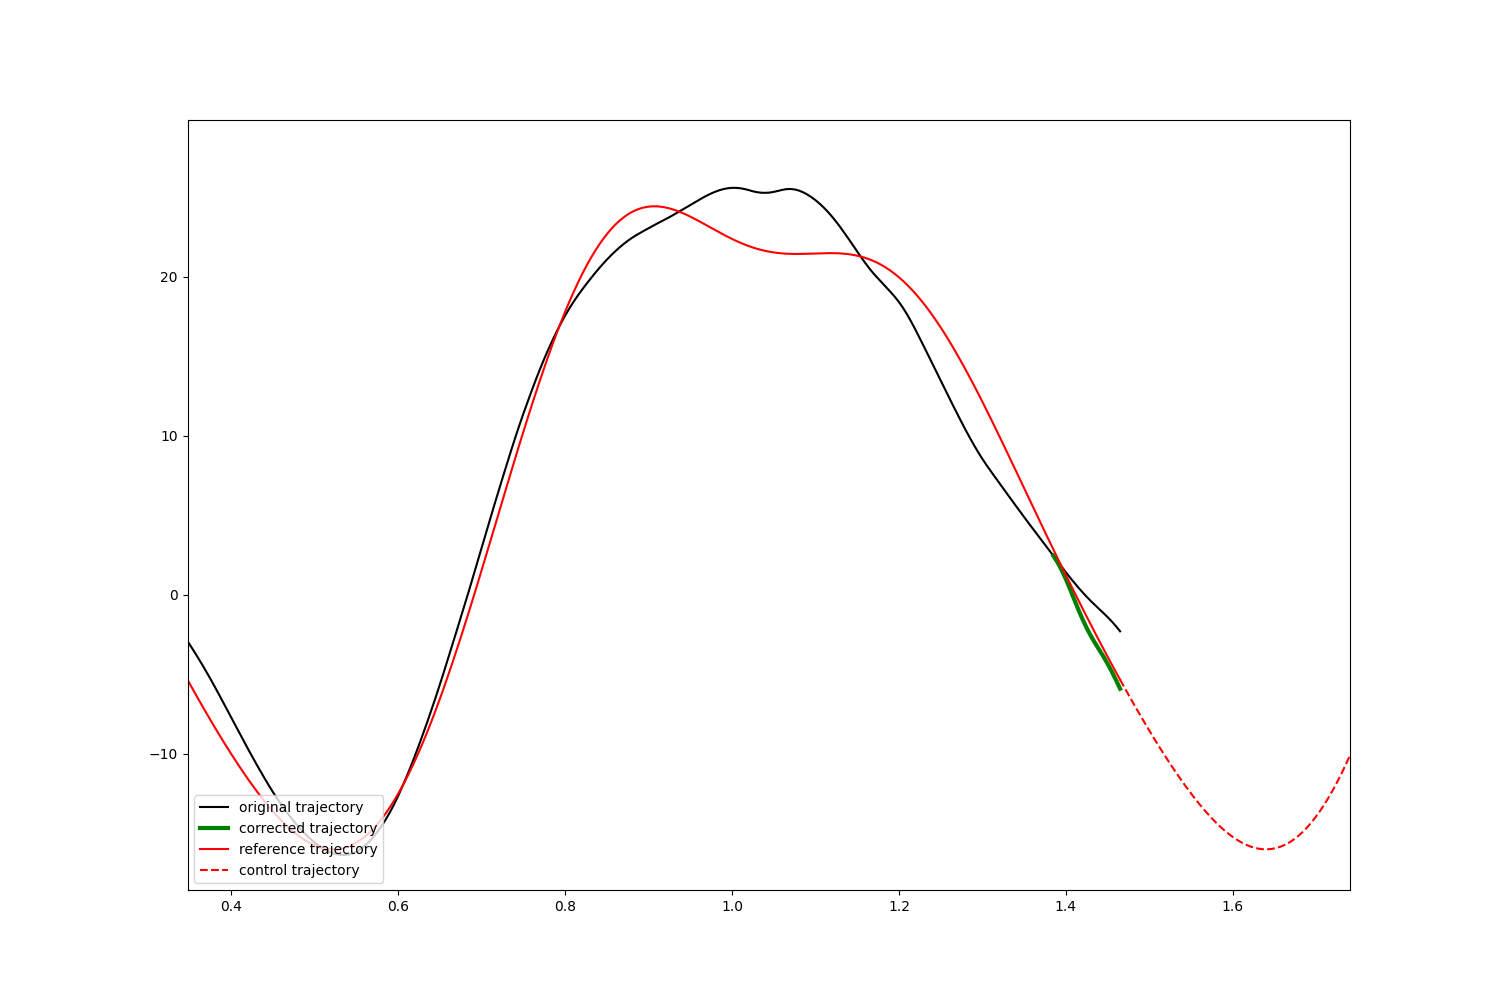 20
10
0
−10
original trajectory
corrected trajectory
reference trajectory
control trajectory
0.4 0.6 0.8 1.0 1.2 1.4 1.6